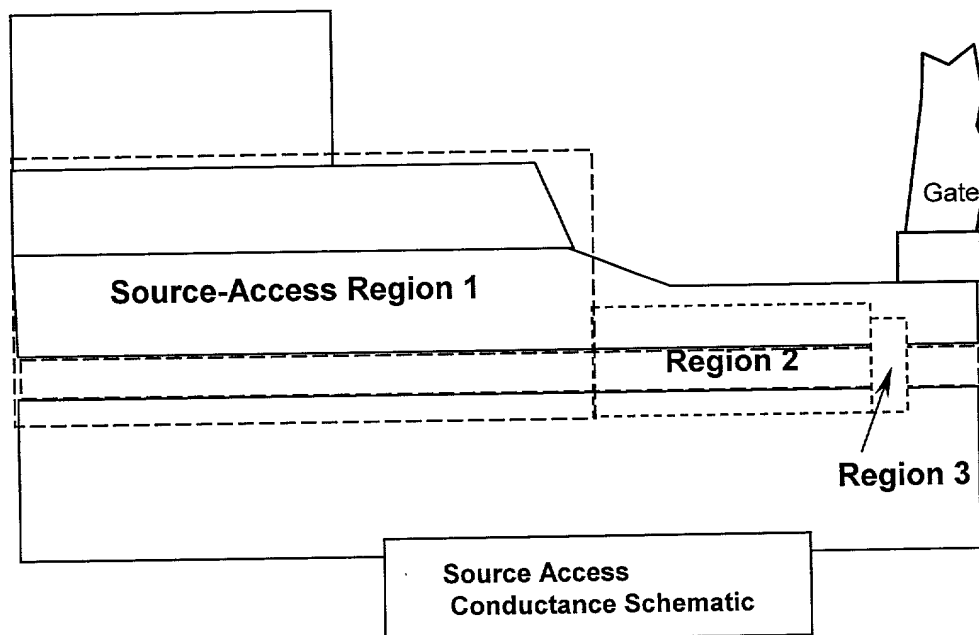 Gate
Source-Access Region 1
Region 2
Region 3
Source Access
Conductance Schematic